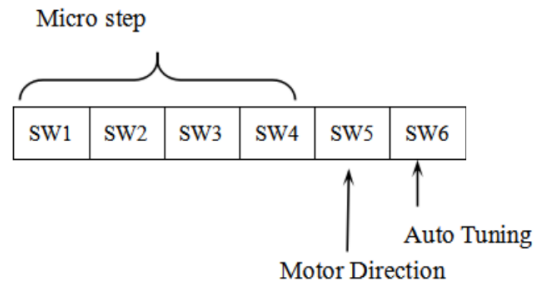 Micro step
SW1 SW2 SW3 SW4 SW5 SW6
Auto Tuning
Motor Direction